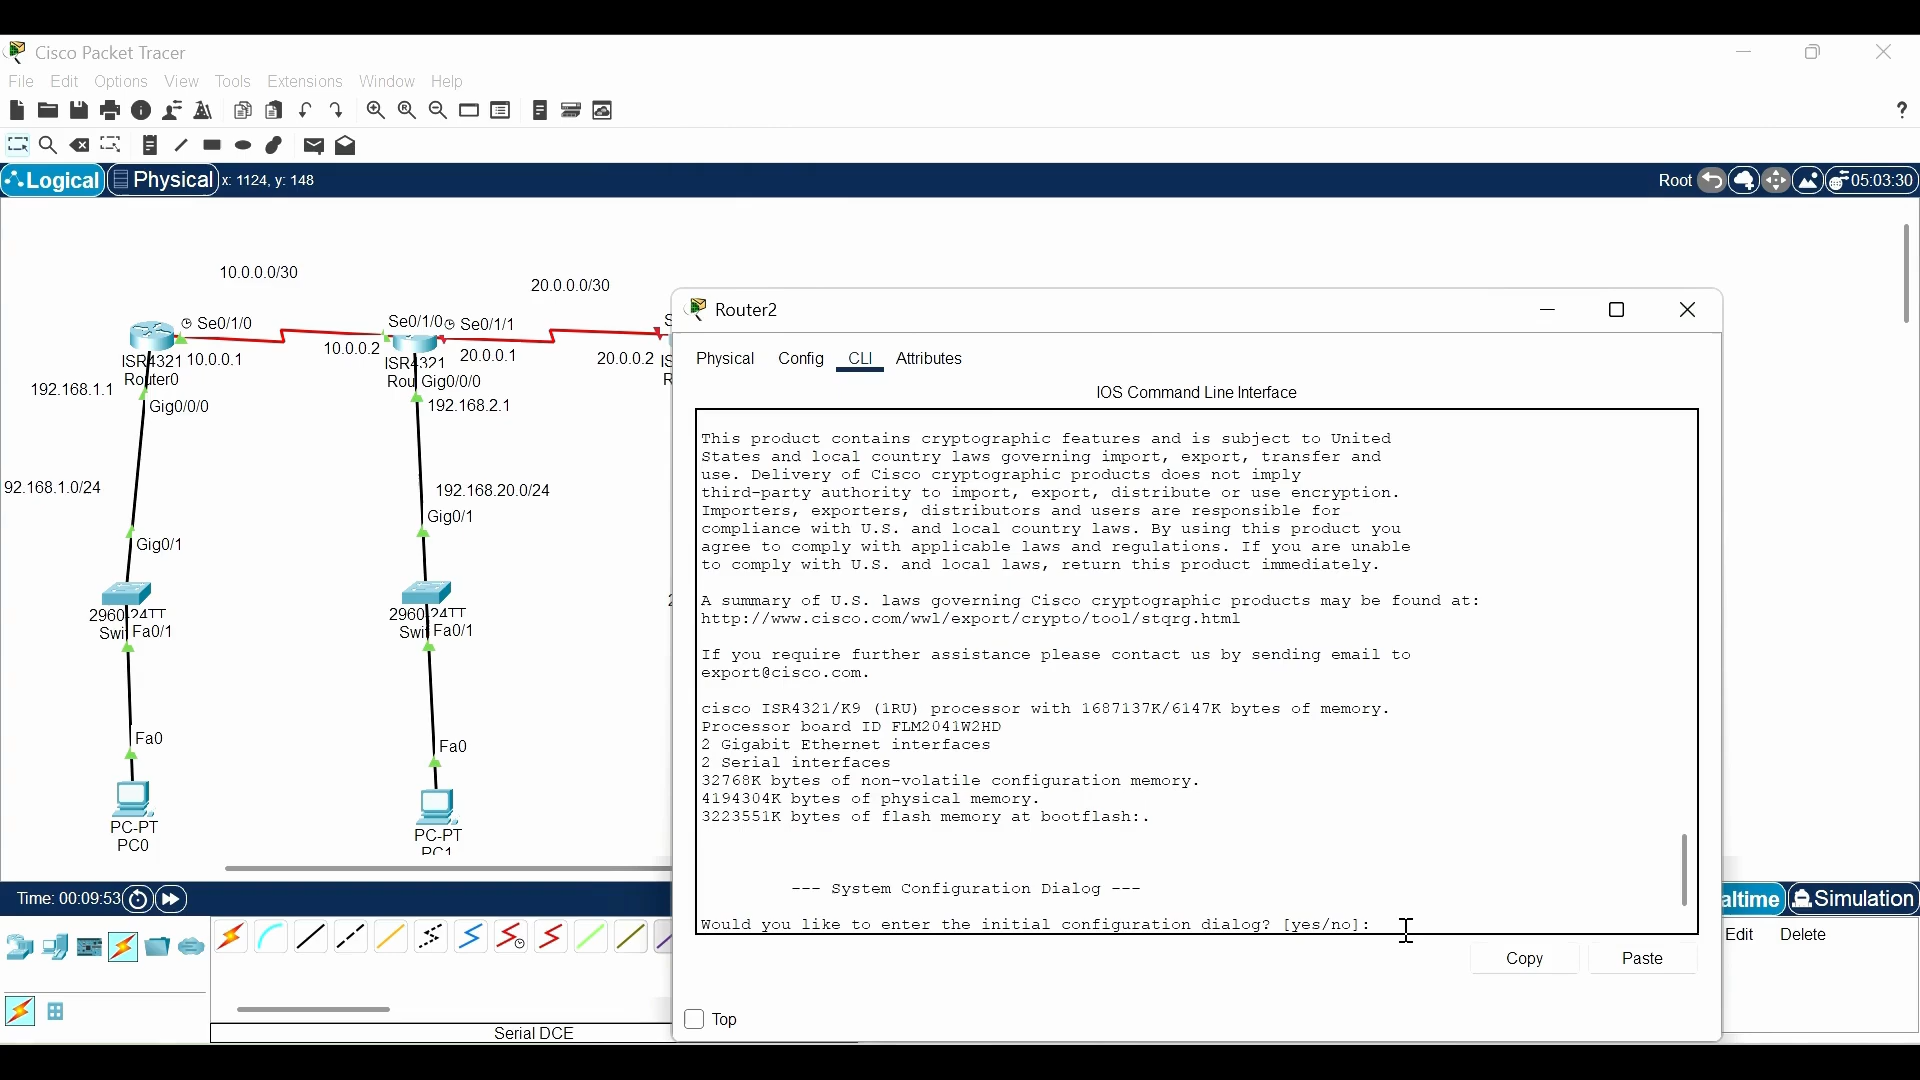 Cisco Packet Tracer
File Edit Options View Tools Extensions Window Help
?
Logical Physical x: 1124, y: 148
Root 05:03:30
10.0.0.0/30
20.0.0.0/30
Se0/1/0
Se0/1/0 Se0/1/1
10.0.0.1
10.0.0.2
20.0.0.1
20.0.0.2
ISR4321
Router0
ISR4321
Rou Gig0/0/0
192.168.1.1
Gig0/0/0
192.168.2.1
92.168.1.0/24
192.168.20.0/24
Gig0/1
Gig0/1
2960-24TT
Swi Fa0/1
2960-24TT
Swi Fa0/1
Fa0
Fa0
PC-PT
PC0
PC-PT
PC1
Router2
Physical Config CLI Attributes
IOS Command Line Interface
This product contains cryptographic features and is subject to United
States and local country laws governing import, export, transfer and
use. Delivery of Cisco cryptographic products does not imply
third-party authority to import, export, distribute or use encryption.
Importers, exporters, distributors and users are responsible for
compliance with U.S. and local country laws. By using this product you
agree to comply with applicable laws and regulations. If you are unable
to comply with U.S. and local laws, return this product immediately.
A summary of U.S. laws governing Cisco cryptographic products may be found at:
http://www.cisco.com/wwl/export/crypto/tool/stqrg.html
If you require further assistance please contact us by sending email to
export@cisco.com.
cisco ISR4321/K9 (1RU) processor with 1687137K/6147K bytes of memory.
Processor board ID FLM2041W2HD
2 Gigabit Ethernet interfaces
2 Serial interfaces
32768K bytes of non-volatile configuration memory.
4194304K bytes of physical memory.
3223551K bytes of flash memory at bootflash:.
--- System Configuration Dialog ---
Would you like to enter the initial configuration dialog? [yes/no]:
Copy Paste
Top
Time: 00:09:53
altime Simulation
Edit Delete
Serial DCE